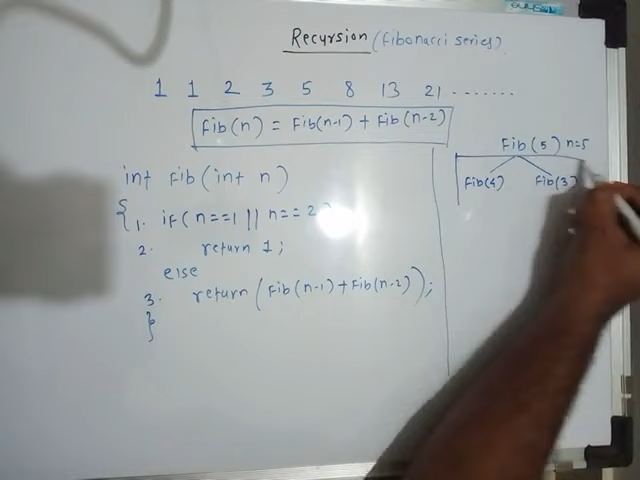 Recursion (fibonacci series)
1 1 2 3 5 8 13 21 .......
Fib(n) = Fib(n-1) + Fib(n-2)
int Fib(int n)
{ 1. if(n==1 || n==2)
2. return 1;
else
3. return (Fib(n-1)+Fib(n-2));
}
Fib(5) n=5
Fib(4) Fib(3)